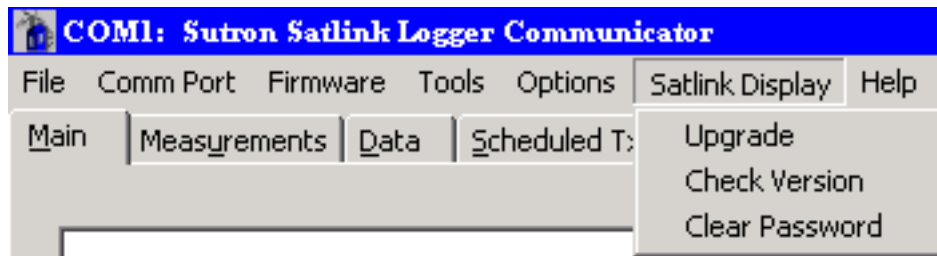 COM1: Sutron Satlink Logger Communicator
File Comm Port Firmware Tools Options Satlink Display Help
Main Measurements Data Scheduled
Upgrade
Check Version
Clear Password